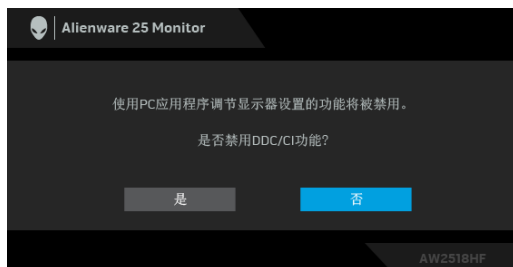 Alienware 25 Monitor
使用PC应用程序调节显示器设置的功能将被禁用。
是否禁用DDC/CI功能?
是
否
AW2518HF